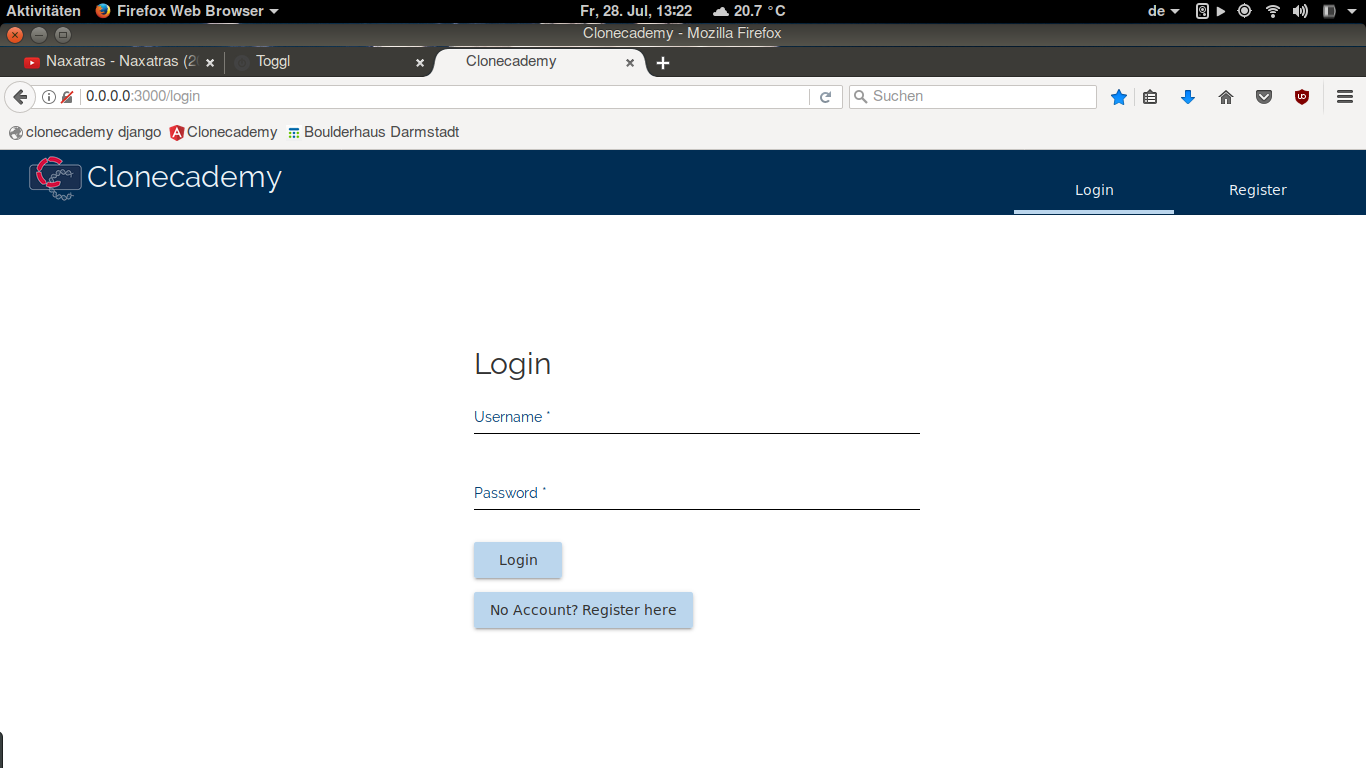 Aktivitäten Firefox Web Browser Fr, 28. Jul, 13:22 20.7 °C de
Clonecademy - Mozilla Firefox
Naxatras - Naxatras (2 Toggl Clonecademy
0.0.0.0:3000/login Suchen
clonecademy django Clonecademy Boulderhaus Darmstadt
Clonecademy
Login Register
Login
Username *
Password *
Login
No Account? Register here